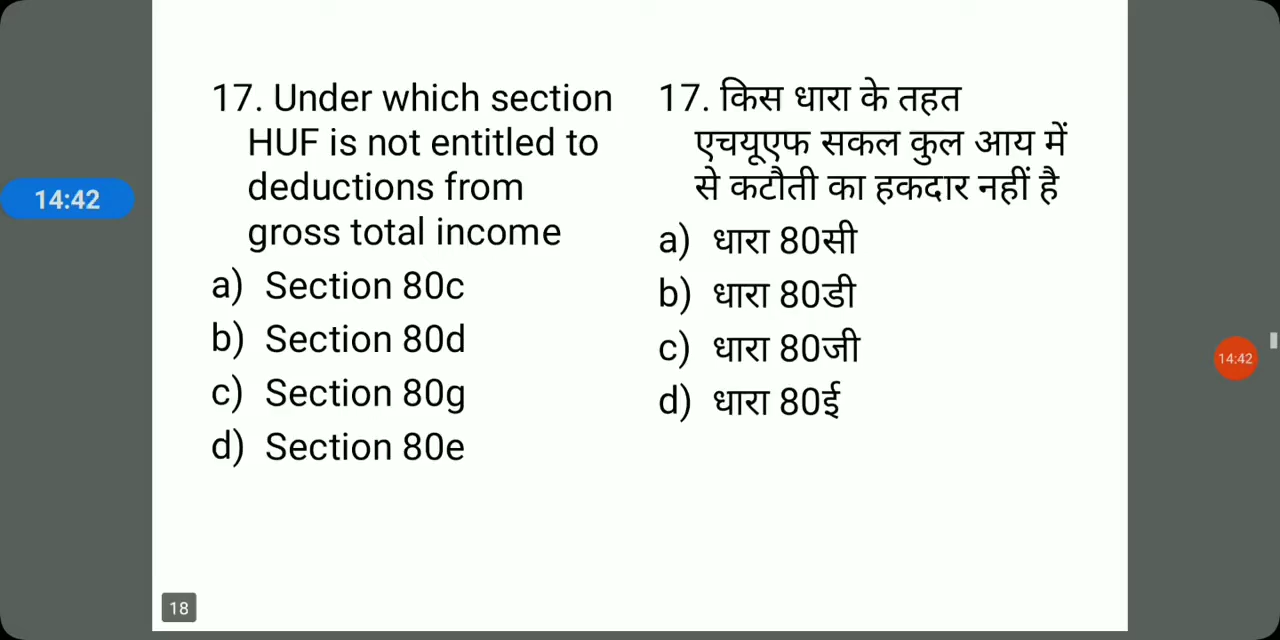 17. Under which section
HUF is not entitled to
deductions from
gross total income
a) Section 80c
b) Section 80d
c) Section 80g
d) Section 80e
17. किस धारा के तहत
एचयूएफ सकल कुल आय में
से कटौती का हकदार नहीं है
a) धारा 80सी
b) धारा 80डी
c) धारा 80जी
d) धारा 80ई
14:42
14:42
18